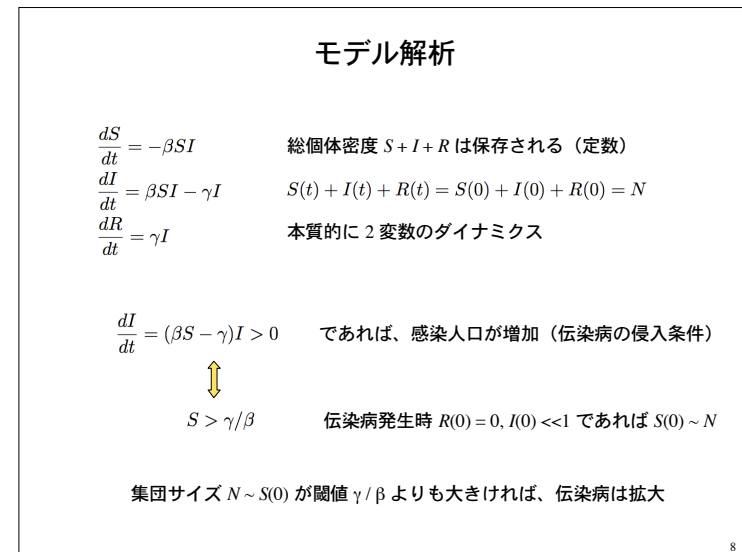 モデル解析
dS/dt = −βSI 総個体密度 S + I + R は保存される（定数）
dI/dt = βSI − γI S(t) + I(t) + R(t) = S(0) + I(0) + R(0) = N
dR/dt = γI 本質的に 2 変数のダイナミクス
dI/dt = (βS − γ)I > 0 であれば、感染人口が増加（伝染病の侵入条件）
S > γ/β 伝染病発生時 R(0) = 0, I(0) <<1 であれば S(0) ~ N
集団サイズ N ~ S(0) が閾値 γ / β よりも大きければ、伝染病は拡大
8